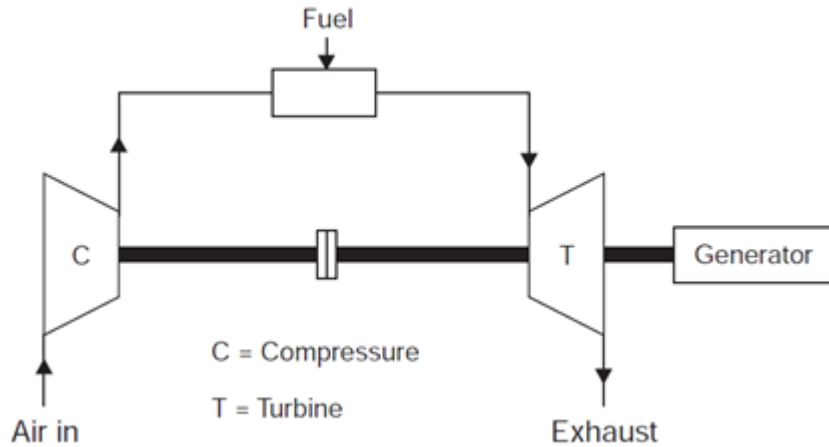 Fuel
C
T
Generator
C = Compressure
T = Turbine
Air in
Exhaust